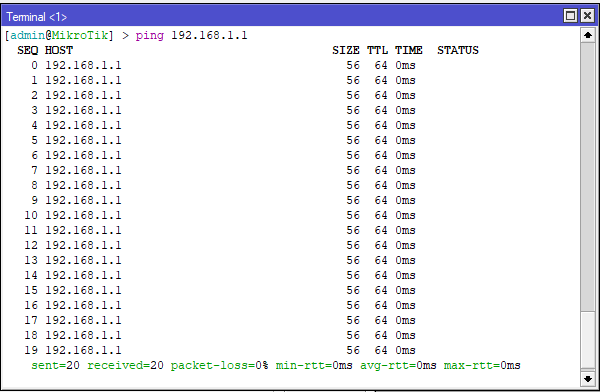 Terminal <1>
[admin@MikroTik] > ping 192.168.1.1
SEQ HOST SIZE TTL TIME STATUS
0 192.168.1.1 56 64 0ms
1 192.168.1.1 56 64 0ms
2 192.168.1.1 56 64 0ms
3 192.168.1.1 56 64 0ms
4 192.168.1.1 56 64 0ms
5 192.168.1.1 56 64 0ms
6 192.168.1.1 56 64 0ms
7 192.168.1.1 56 64 0ms
8 192.168.1.1 56 64 0ms
9 192.168.1.1 56 64 0ms
10 192.168.1.1 56 64 0ms
11 192.168.1.1 56 64 0ms
12 192.168.1.1 56 64 0ms
13 192.168.1.1 56 64 0ms
14 192.168.1.1 56 64 0ms
15 192.168.1.1 56 64 0ms
16 192.168.1.1 56 64 0ms
17 192.168.1.1 56 64 0ms
18 192.168.1.1 56 64 0ms
19 192.168.1.1 56 64 0ms
sent=20 received=20 packet-loss=0% min-rtt=0ms avg-rtt=0ms max-rtt=0ms